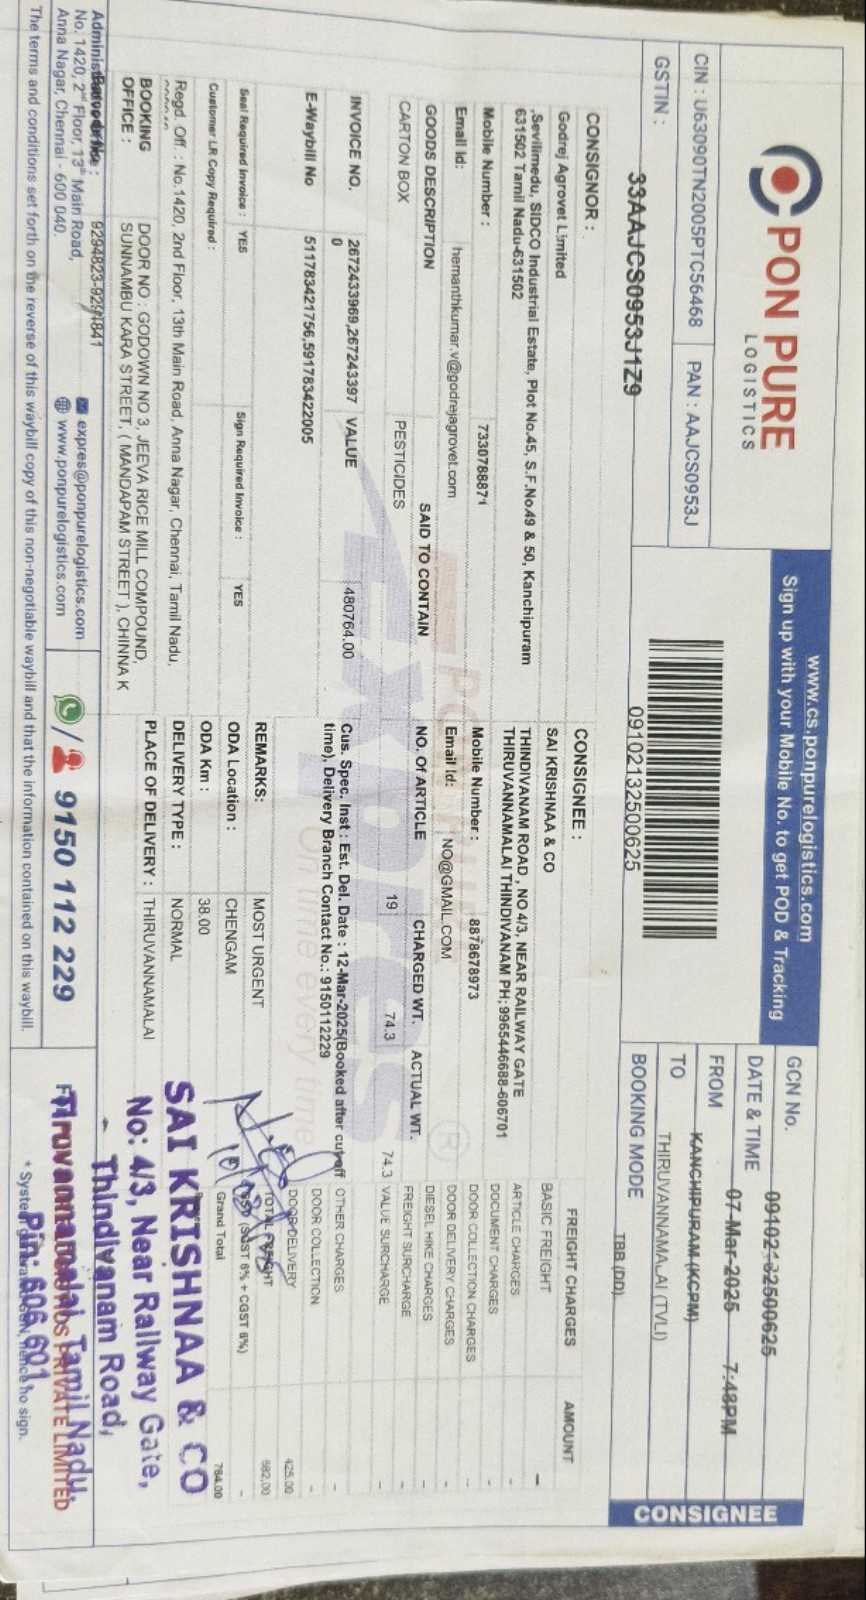 PON PURE
LOGISTICS
www.cs.ponpurelogistics.com
Sign up with your Mobile No. to get POD & Tracking
CIN : U63090TN2005PTC56468
PAN : AAJCS0953J
GSTIN :
33AAJCS0953J1Z9
09102132500625
GCN No.
09102132500625
DATE & TIME
07-Mar-2025 7:48PM
FROM
KANCHIPURAM (KCPM)
TO
THIRUVANNAMALAI (TVLI)
BOOKING MODE
TBB (DD)
CONSIGNEE
CONSIGNOR :
Godrej Agrovet Limited
,Sevilimedu, SIDCO Industrial Estate, Plot No.45, S.F.No.49 & 50, Kanchipuram
631502 Tamil Nadu-631502
Mobile Number : 7330788871
Email Id: hemanthkumar.v@godrejagrovet.com
CONSIGNEE :
SAI KRISHNAA & CO
THINDIVANAM ROAD , NO 4/3, NEAR RAILWAY GATE
THIRUVANNAMALAI THINDIVANAM PH:9965446688-606701
Mobile Number : 8878678973
Email Id: NO@GMAIL.COM
GOODS DESCRIPTION SAID TO CONTAIN NO. Of ARTICLE CHARGED WT. ACTUAL WT.
CARTON BOX PESTICIDES 19 74.3 74.3
INVOICE NO. 2672433969,267243397
0
VALUE 480764.00
E-Waybill No 511783421756,591783422005
Cus. Spec. Inst : Est. Del. Date : 12-Mar-2025(Booked after cutoff
time), Delivery Branch Contact No.: 9150112229
Seal Required Invoice : YES Sign Required Invoice : YES
Customer LR Copy Required :
REMARKS: MOST URGENT
ODA Location : CHENGAM
ODA Km : 38.00
DELIVERY TYPE : NORMAL
PLACE OF DELIVERY : THIRUVANNAMALAI
Regd. Off. : No.1420, 2nd Floor, 13th Main Road, Anna Nagar, Chennai, Tamil Nadu,
BOOKING
OFFICE :
DOOR NO : GODOWN NO 3, JEEVA RICE MILL COMPOUND,
SUNNAMBU KARA STREET, ( MANDAPAM STREET ), CHINNA K
FREIGHT CHARGES AMOUNT
BASIC FREIGHT -
ARTICLE CHARGES -
DOCUMENT CHARGES -
DOOR COLLECTION CHARGES -
DOOR DELIVERY CHARGES -
DIESEL HIKE CHARGES -
FREIGHT SURCHARGE -
VALUE SURCHARGE -
OTHER CHARGES -
DOOR COLLECTION -
DOOR DELIVERY 425.00
TOTAL FREIGHT 682.00
(SGST 6% + CGST 6%) -
Grand Total 764.00
SAI KRISHNAA & CO
No: 4/3, Near Railway Gate,
Thindivanam Road,
Tiruvannamalai, Tamil Nadu.
Pin: 606 601
9294823-9294841
No. 1420, 2nd Floor, 13th Main Road,
Anna Nagar, Chennai - 600 040.
expres@ponpurelogistics.com
www.ponpurelogistics.com
9150 112 229
The terms and conditions set forth on the reverse of this waybill copy of this non-negotiable waybill and that the information contained on this waybill.